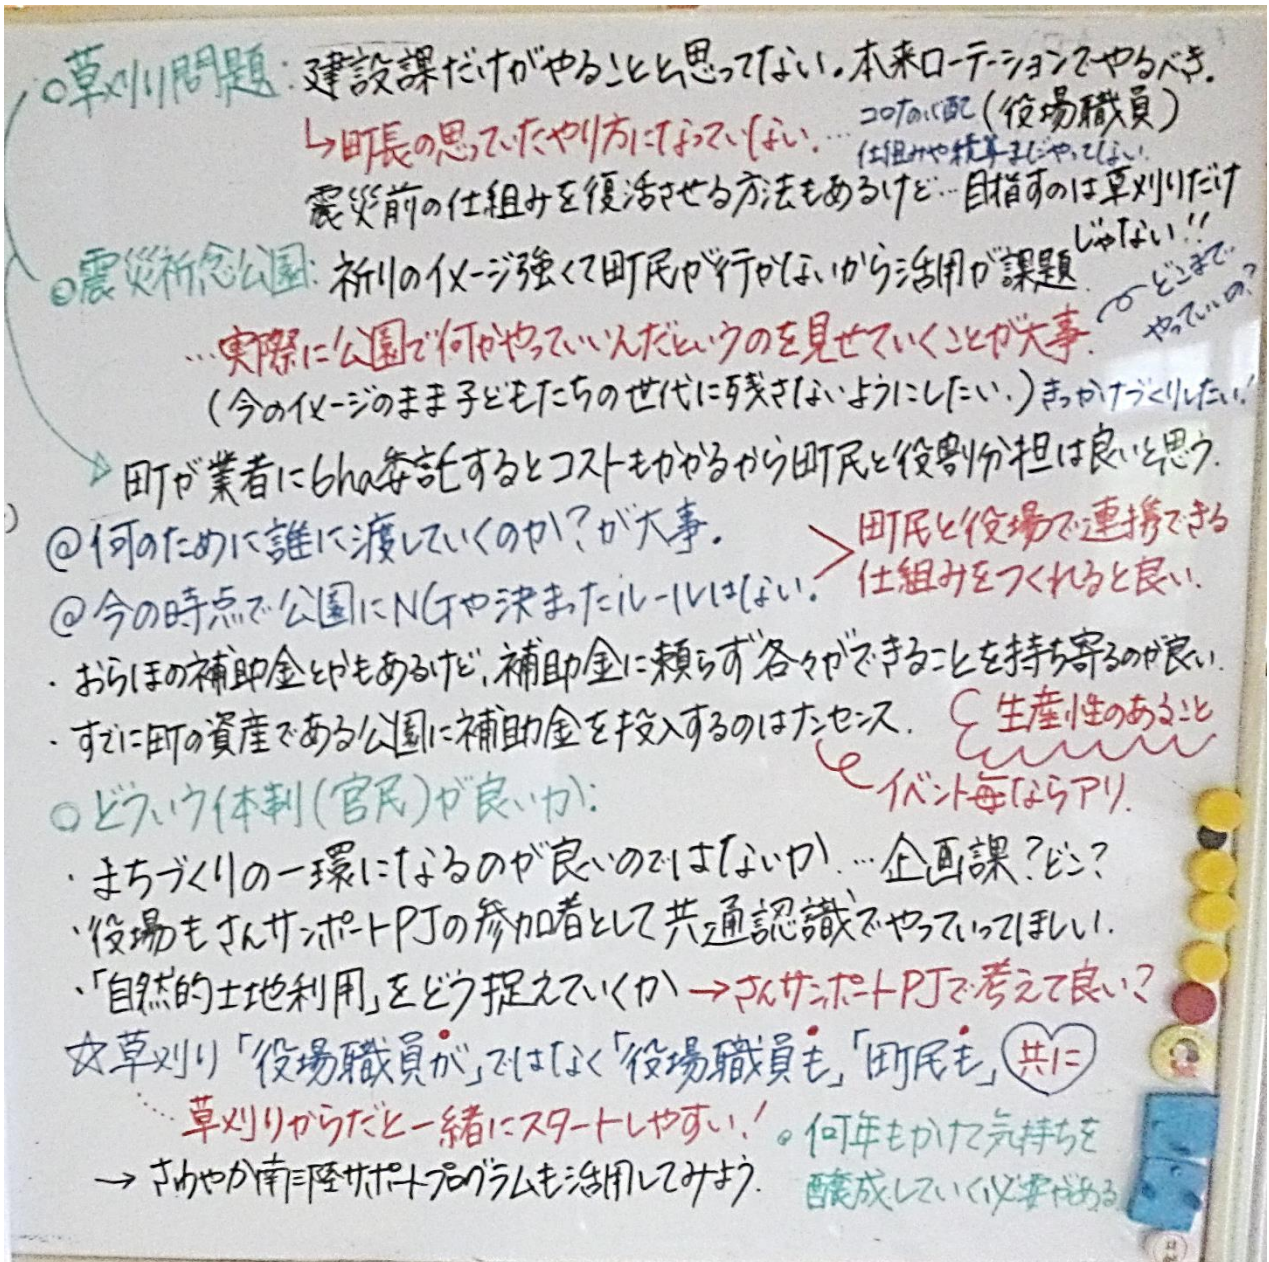 ○草刈り問題：建設課だけがやることと思ってない。本来ローテーションでやるべき。
コロナの心配(役場職員)
↳町長の思っていたやり方になっていない.…
仕組みや積算まだやってない.
震災前の仕組みを復活させる方法もあるけど…目指すのは草刈りだけ
じゃない!!
◎震災祈念公園：祈りのイメージ強くて町民が行かないから活用が課題.
どこまで
やっていいの?
…実際に公園で何かやっていいんだというのを見せていくことが大事.
(今のイメージのまま子どもたちの世代に残さないようにしたい.)きっかけづくりしたい!
町が業者に6ha委託するとコストもかかるから町民と役割分担は良いと思う.
@何のために誰に渡していくのか?が大事.
町民と役場で連携できる
仕組みをつくれると良い.
@今の時点で公園にNGや決まったルールはない.
・おらほの補助金とかもあるけど、補助金に頼らず各々ができることを持ち寄るのが良い.
・すでに町の資産である公園に補助金を投入するのはナンセンス.
生産性のあること
イベント毎ならアリ.
○どういう体制(官民)が良いか:
・まちづくりの一環になるのが良いのではないか…企画課?どこ?
・役場もさんサンポートPJの参加者として共通認識でやっていってほしい.
・「自然的土地利用」をどう捉えていくか→さんサンポートPJで考えて良い?
☆草刈り「役場職員が」ではなく「役場職員も」「町民も」共に
……草刈りからだと一緒にスタートしやすい!
→さわやか南三陸サポートプログラムも活用してみよう.
。何年もかけて気持ちを
醸成していく必要がある